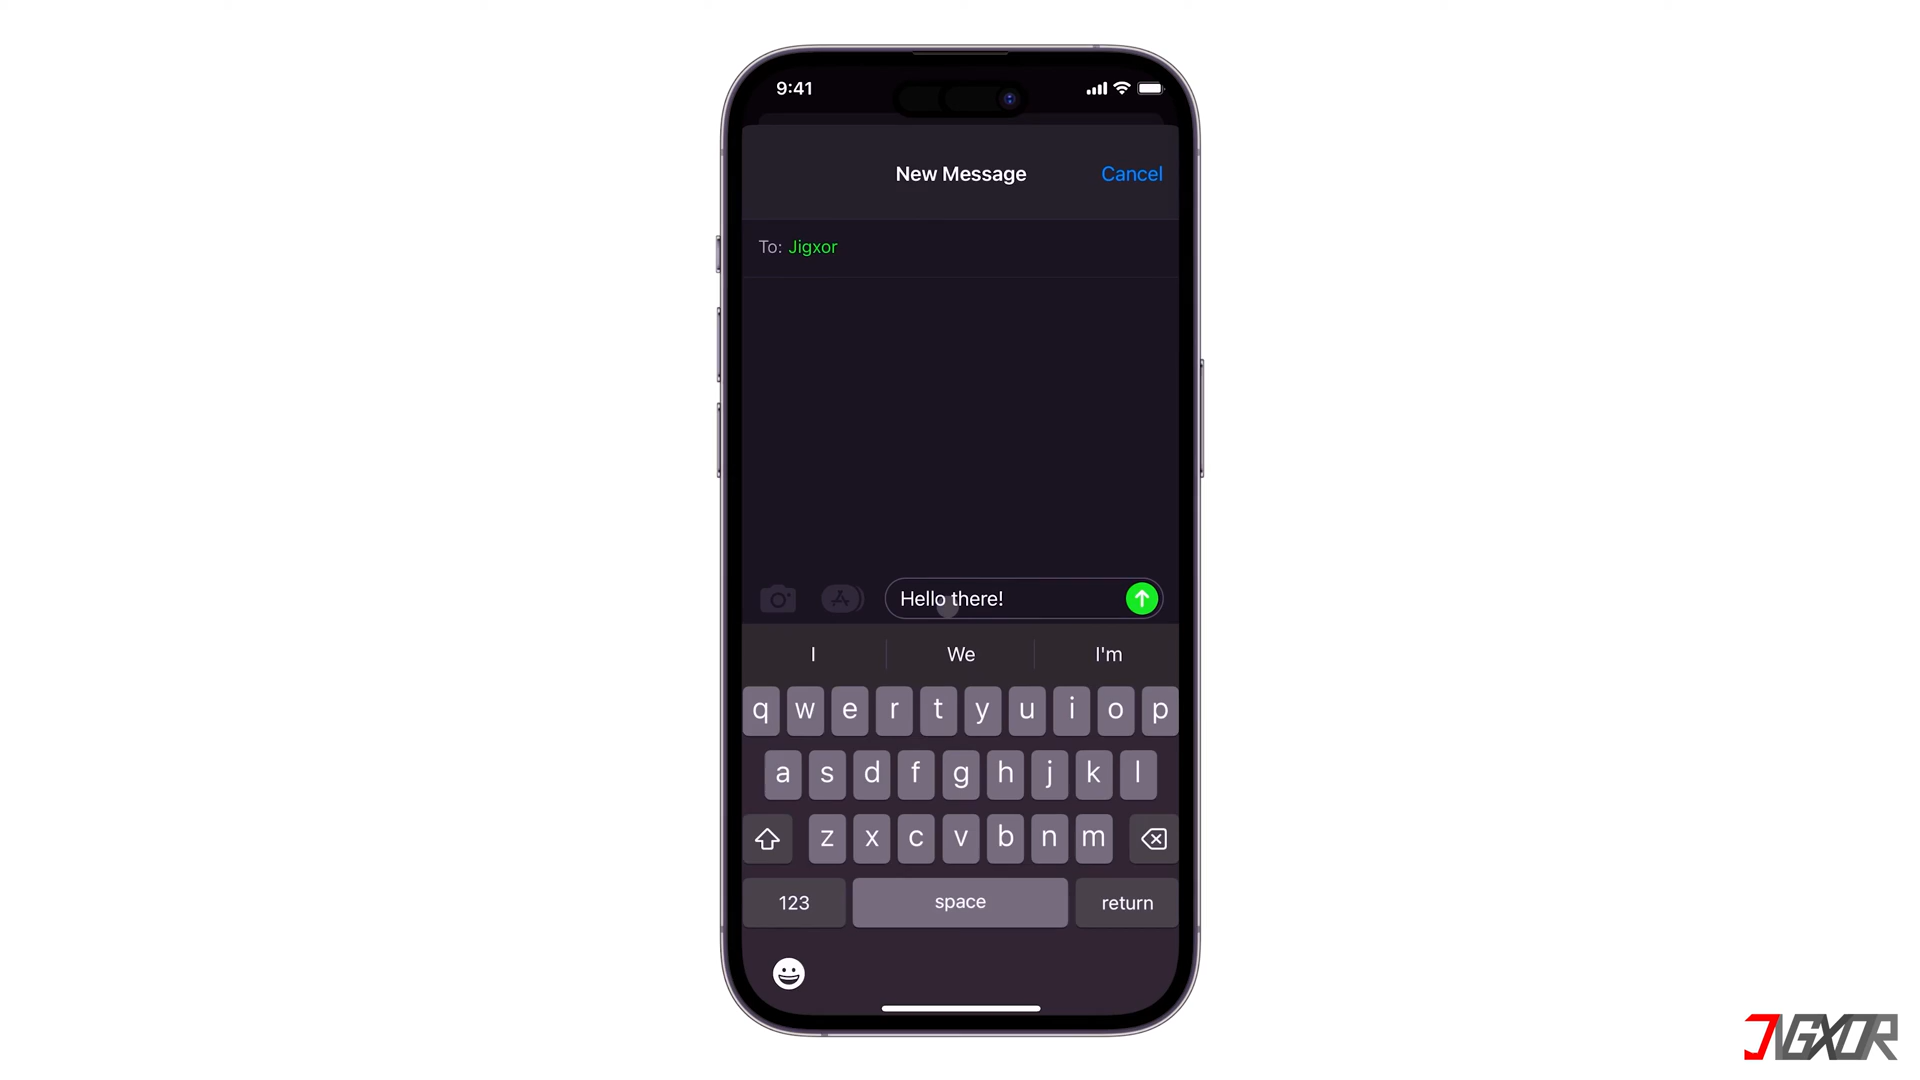 9:41
New Message
Cancel
To: Jigxor
Hello there!
I
We
I'm
q w e r t y u i o p
a s d f g h j k l
z x c v b n m
123
space
return
JIGXOR